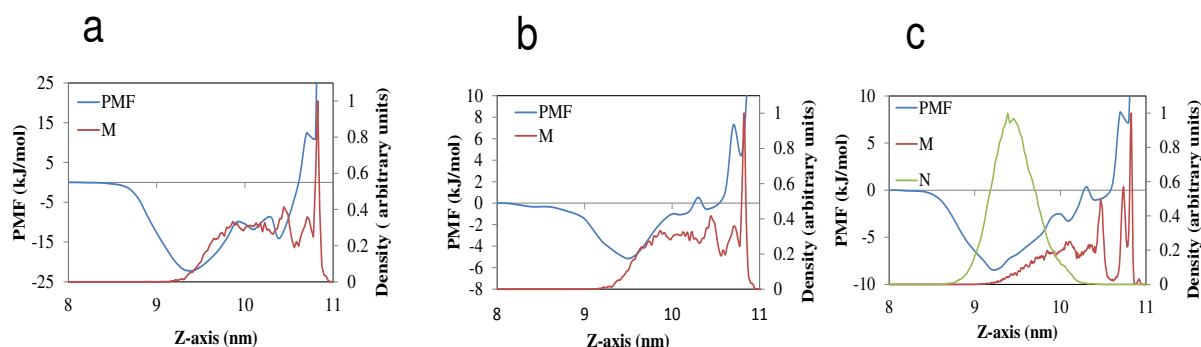 a
PMF (kJ/mol)
25
15
5
-5
-15
-25
PMF
M
1
0.8
0.6
0.4
0.2
0
Density ( arbitrary units)
8 9 10 11
Z-axis (nm)
b
PMF (kJ/mol)
10
8
6
4
2
0
-2
-4
-6
-8
PMF
M
1
0.8
0.6
0.4
0.2
0
Density (arbitrary units)
8 9 10 11
Z-axis (nm)
c
PMF (kJ/mol)
10
5
0
-5
-10
PMF
M
N
1
0.8
0.6
0.4
0.2
0
Density (arbitrary units)
8 9 10 11
Z-axis (nm)